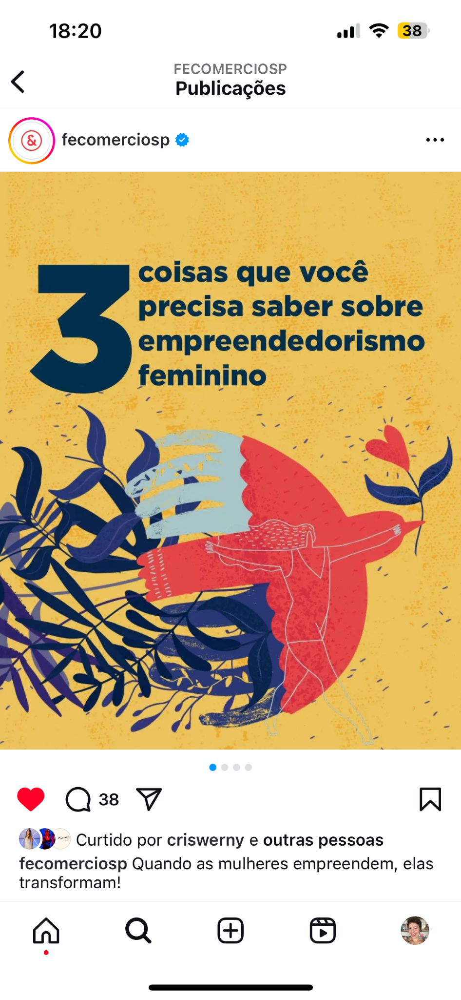 18:20
38
FECOMERCIOSP
Publicações
&
fecomerciosp
3
coisas que você
precisa saber sobre
empreendedorismo
feminino
38
Curtido por criswerny e outras pessoas
fecomerciosp Quando as mulheres empreendem, elas
transformam!